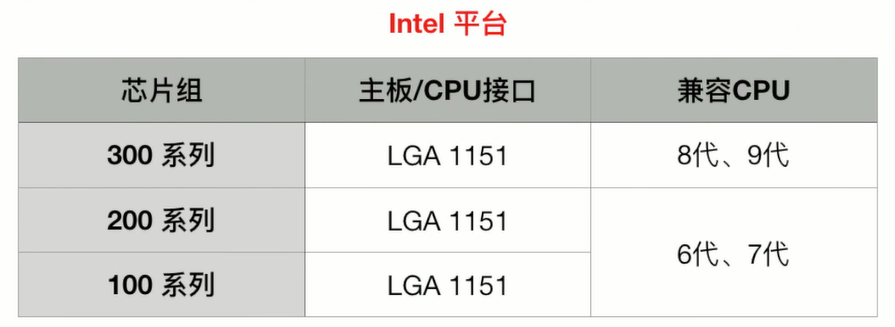 Intel 平台
芯片组 主板/CPU接口 兼容CPU
300 系列 LGA 1151 8代、9代
200 系列 LGA 1151
6代、7代
100 系列 LGA 1151